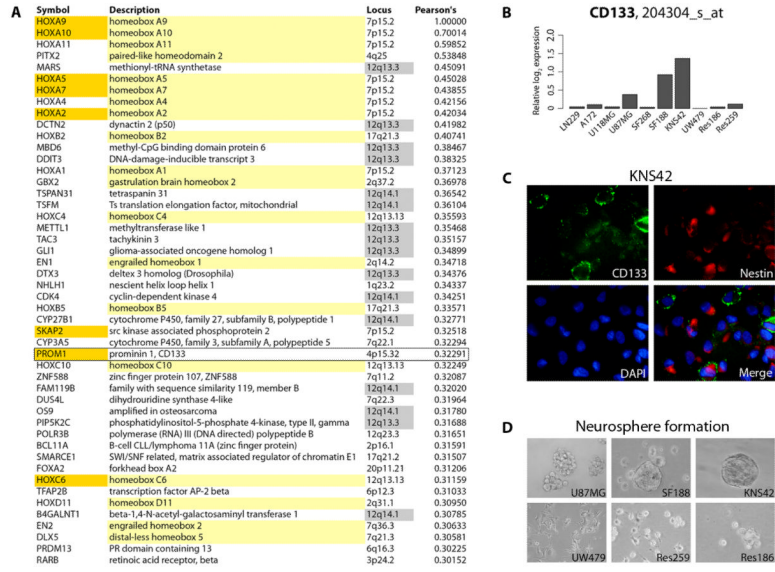 A
Symbol Description Locus Pearson's
HOXA9 homeobox A9 7p15.2 1.00000
HOXA10 homeobox A10 7p15.2 0.70014
HOXA11 homeobox A11 7p15.2 0.59852
PITX2 paired-like homeodomain 2 4q25 0.53848
MARS methionyl-tRNA synthetase 12q13.3 0.45091
HOXA5 homeobox A5 7p15.2 0.45028
HOXA7 homeobox A7 7p15.2 0.43855
HOXA4 homeobox A4 7p15.2 0.42156
HOXA2 homeobox A2 7p15.2 0.42034
DCTN2 dynactin 2 (p50) 12q13.3 0.41982
HOXB2 homeobox B2 17q21.3 0.40741
MBD6 methyl-CpG binding domain protein 6 12q13.3 0.38467
DDIT3 DNA-damage-inducible transcript 3 12q13.3 0.38325
HOXA1 homeobox A1 7p15.2 0.37123
GBX2 gastrulation brain homeobox 2 2q37.2 0.36978
TSPAN31 tetraspanin 31 12q14.1 0.36542
TSFM Ts translation elongation factor, mitochondrial 12q14.1 0.36104
HOXC4 homeobox C4 12q13.13 0.35593
METTL1 methyltransferase like 1 12q13.3 0.35468
TAC3 tachykinin 3 12q13.3 0.35157
GLI1 glioma-associated oncogene homolog 1 12q13.3 0.34899
EN1 engrailed homeobox 1 2q14.2 0.34718
DTX3 deltex 3 homolog (Drosophila) 12q13.3 0.34376
NHLH1 nescient helix loop helix 1 1q23.2 0.34337
CDK4 cyclin-dependent kinase 4 12q14.1 0.34251
HOXB5 homeobox B5 17q21.3 0.33571
CYP27B1 cytochrome P450, family 27, subfamily B, polypeptide 1 12q14.1 0.32771
SKAP2 src kinase associated phosphoprotein 2 7p15.2 0.32518
CYP3A5 cytochrome P450, family 3, subfamily A, polypeptide 5 7q22.1 0.32294
PROM1 prominin 1, CD133 4p15.32 0.32291
HOXC10 homeobox C10 12q13.13 0.32249
ZNF588 zinc finger protein 107, ZNF588 7q11.2 0.32087
FAM119B family with sequence similarity 119, member B 12q14.1 0.32020
DUS4L dihydrouridine synthase 4-like 7q22.3 0.31964
OS9 amplified in osteosarcoma 12q14.1 0.31780
PIP5K2C phosphatidylinositol-5-phosphate 4-kinase, type II, gamma 12q13.3 0.31688
POLR3B polymerase (RNA) III (DNA directed) polypeptide B 12q23.3 0.31651
BCL11A B-cell CLL/lymphoma 11A (zinc finger protein) 2p16.1 0.31591
SMARCE1 SWI/SNF related, matrix associated regulator of chromatin E1 17q21.2 0.31507
FOXA2 forkhead box A2 20p11.21 0.31206
HOXC6 homeobox C6 12q13.13 0.31159
TFAP2B transcription factor AP-2 beta 6p12.3 0.31033
HOXD11 homeobox D11 2q31.1 0.30950
B4GALNT1 beta-1,4-N-acetyl-galactosaminyl transferase 1 12q14.1 0.30785
EN2 engrailed homeobox 2 7q36.3 0.30633
DLX5 distal-less homeobox 5 7q21.3 0.30581
PRDM13 PR domain containing 13 6q16.3 0.30225
RARB retinoic acid receptor, beta 3p24.2 0.30152
B
CD133, 204304_s_at
Relative log2 expression
2.0
1.5
1.0
0.5
0
LN229 A172 U118MG U87MG SF268 SF188 KNS42 UW479 Res186 Res259
C
KNS42
CD133 Nestin
DAPI Merge
D
Neurosphere formation
U87MG SF188 KNS42
UW479 Res259 Res186